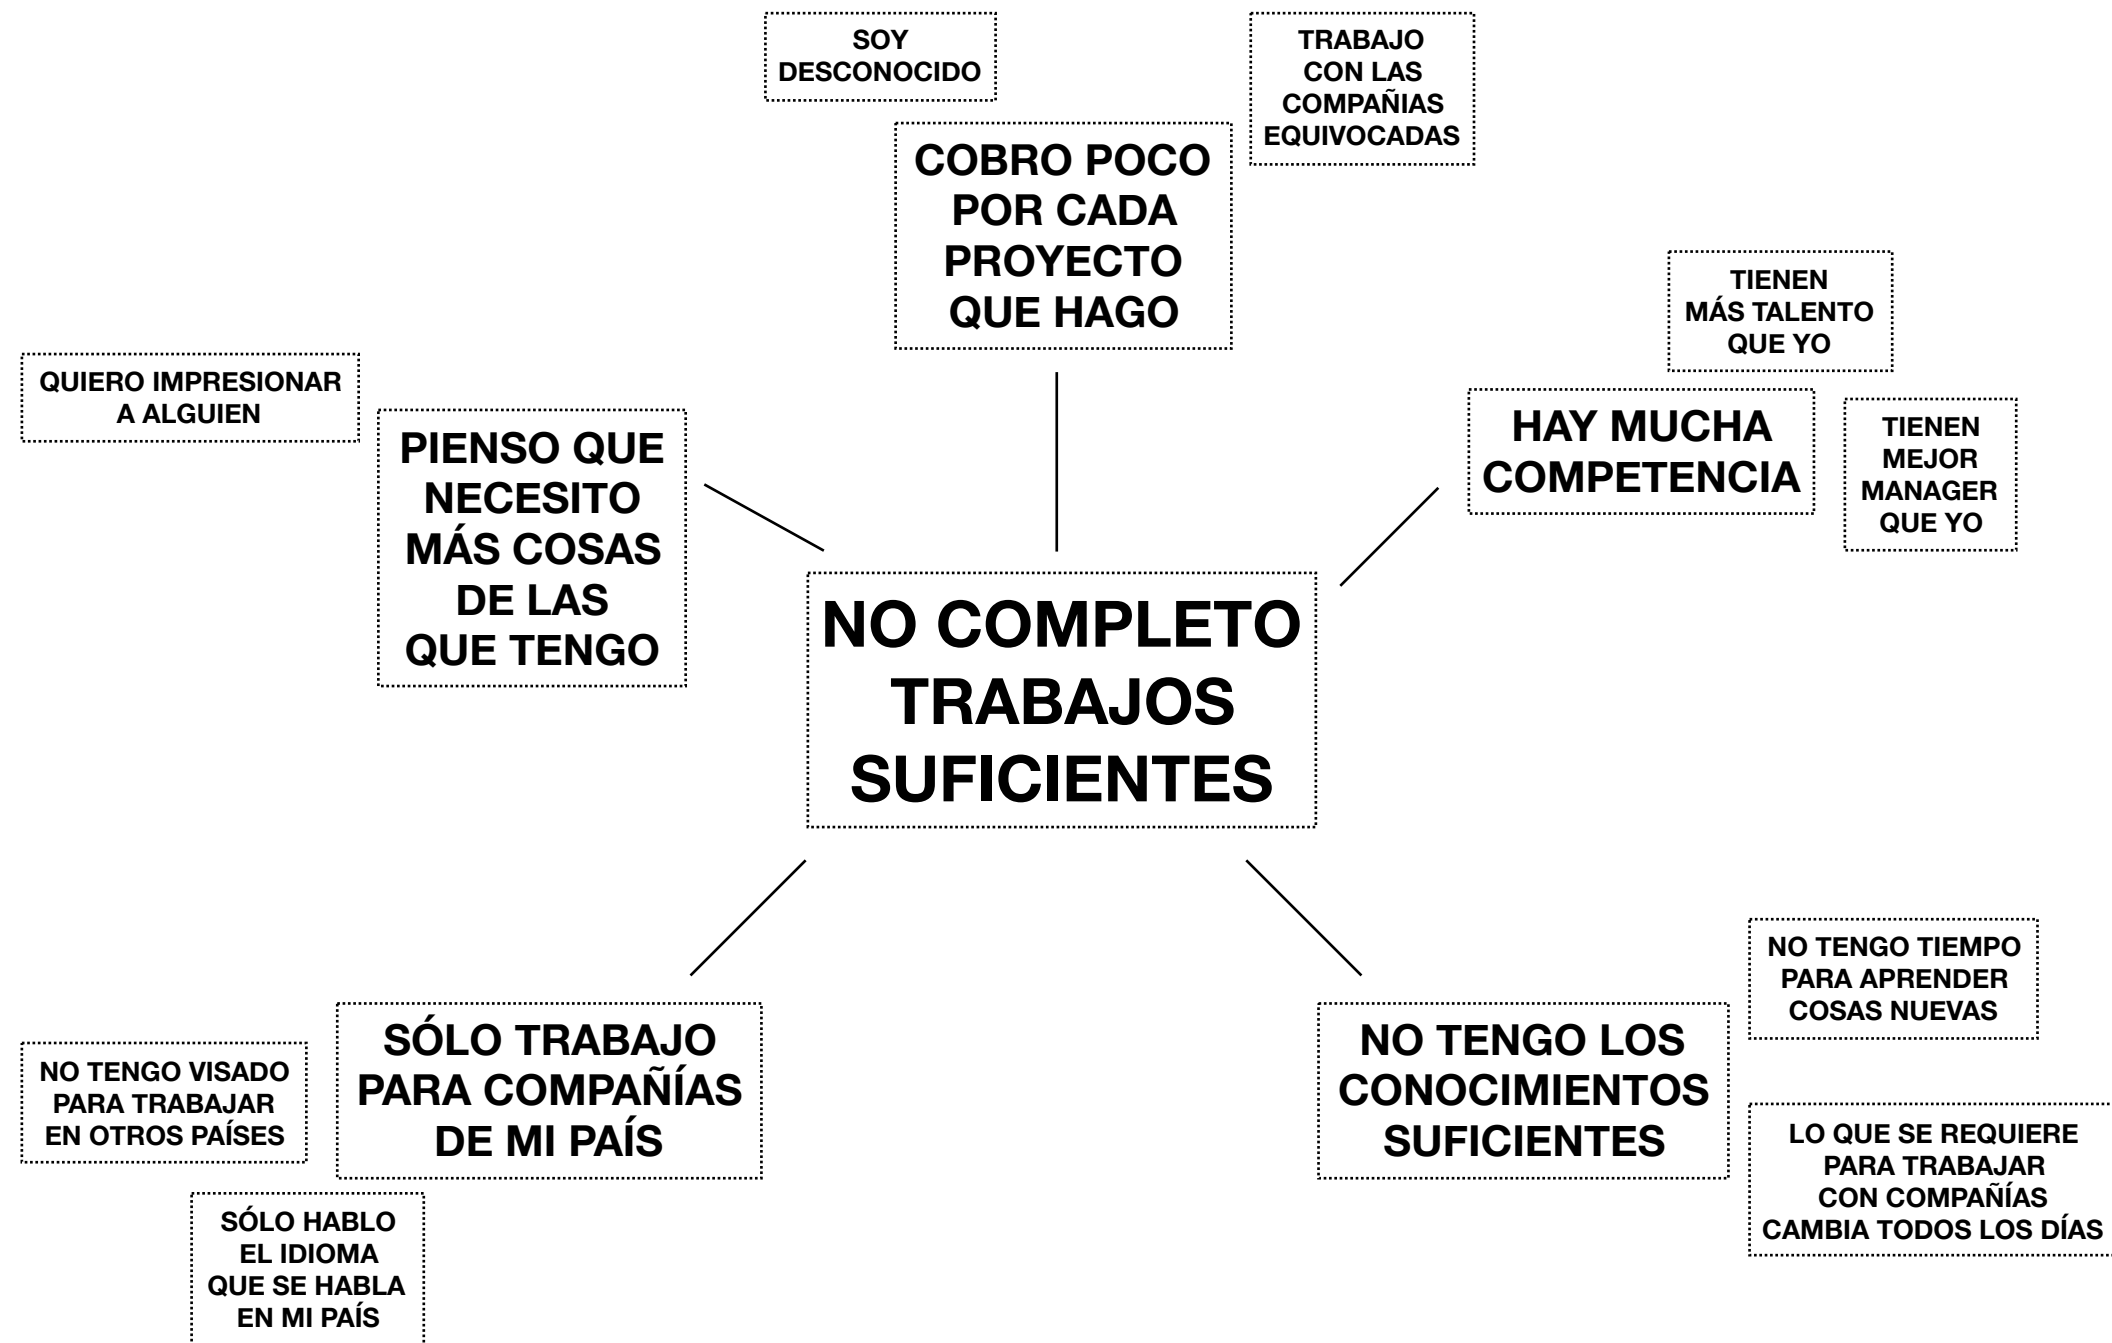 SOY
DESCONOCIDO
TRABAJO
CON LAS
COMPAÑIAS
EQUIVOCADAS
COBRO POCO
POR CADA
PROYECTO
QUE HAGO
TIENEN
MÁS TALENTO
QUE YO
HAY MUCHA
COMPETENCIA
TIENEN
MEJOR
MANAGER
QUE YO
QUIERO IMPRESIONAR
A ALGUIEN
PIENSO QUE
NECESITO
MÁS COSAS
DE LAS
QUE TENGO
NO COMPLETO
TRABAJOS
SUFICIENTES
NO TENGO VISADO
PARA TRABAJAR
EN OTROS PAÍSES
SÓLO TRABAJO
PARA COMPAÑÍAS
DE MI PAÍS
SÓLO HABLO
EL IDIOMA
QUE SE HABLA
EN MI PAÍS
NO TENGO LOS
CONOCIMIENTOS
SUFICIENTES
NO TENGO TIEMPO
PARA APRENDER
COSAS NUEVAS
LO QUE SE REQUIERE
PARA TRABAJAR
CON COMPAÑÍAS
CAMBIA TODOS LOS DÍAS